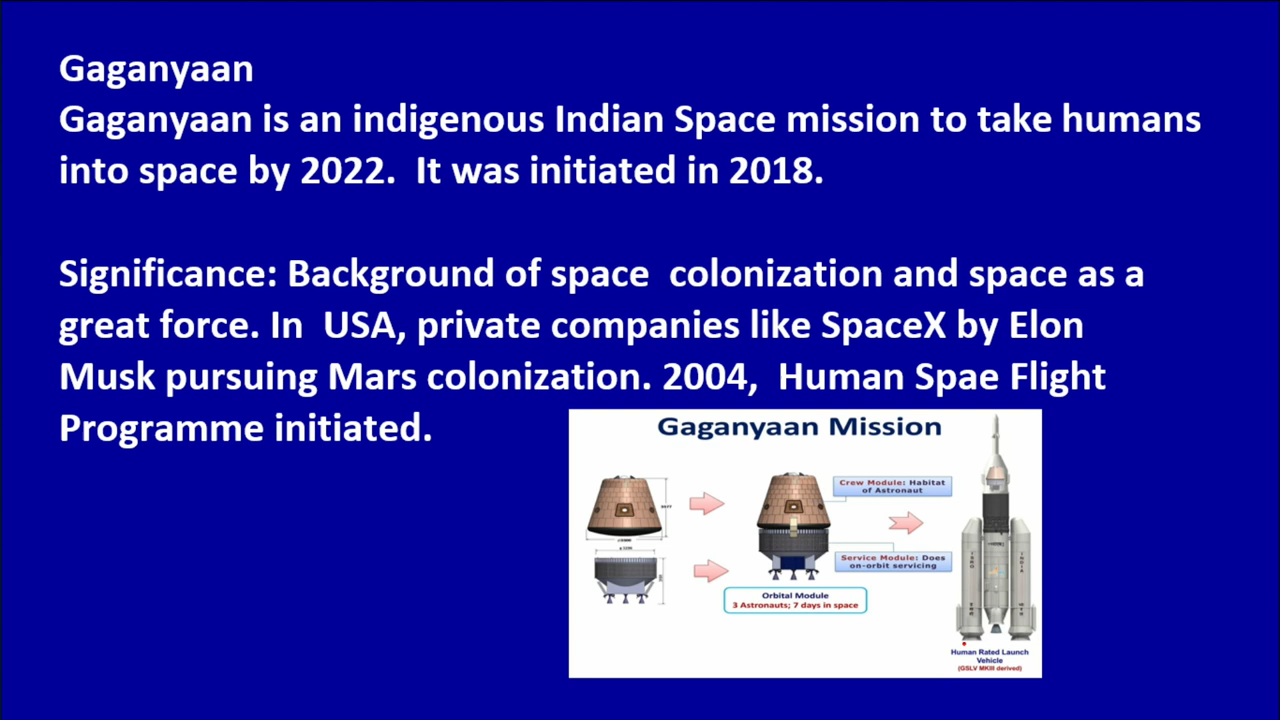 Gaganyaan
Gaganyaan is an indigenous Indian Space mission to take humans
into space by 2022. It was initiated in 2018.
Significance: Background of space colonization and space as a
great force. In USA, private companies like SpaceX by Elon
Musk pursuing Mars colonization. 2004, Human Spae Flight
Programme initiated.
Gaganyaan Mission
Crew Module: Habitat
of Astronaut
Service Module: Does
on-orbit servicing
Orbital Module
3 Astronauts; 7 days in space
ISRO
INDIA
Human Rated Launch
Vehicle
(GSLV MKIII derived)